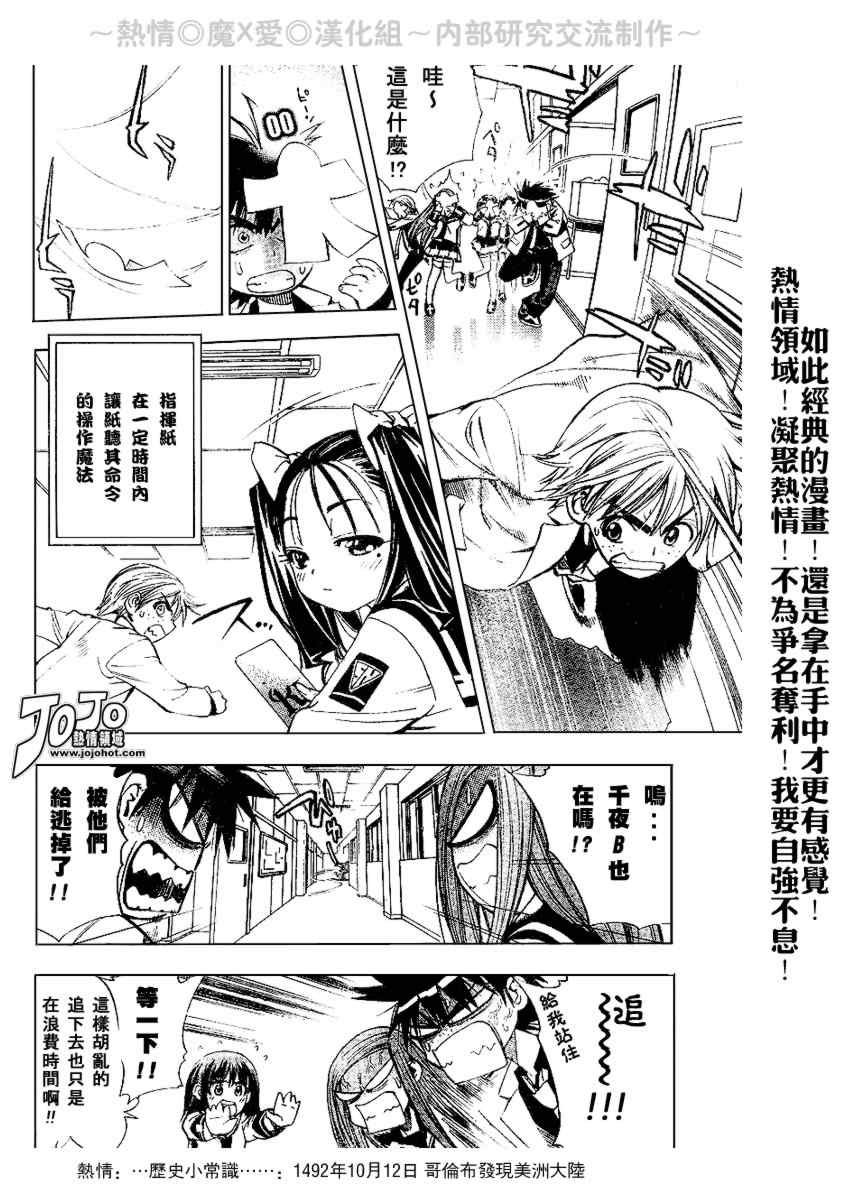 ～熱情◎魔X愛◎漢化組～内部研究交流制作～
哇～
這是什麼!?
ペタ
ピタ
ピー
指揮紙
在一定時間內
讓紙聽其命令
的操作魔法
ス…
JOJO
熱情領域
www.jojohot.com
嗚…
千夜B也
在嗎!?
被他們
給逃掉了!!
追
!!!
給我站住
等一下!!
這樣胡亂的
追下去也只是
在浪費時間啊!!
如此經典的漫畫！還是拿在手中才更有感覺！
熱情領域！凝聚熱情！不為爭名奪利！我要自強不息！
熱情：…歷史小常識……：1492年10月12日 哥倫布發現美洲大陸